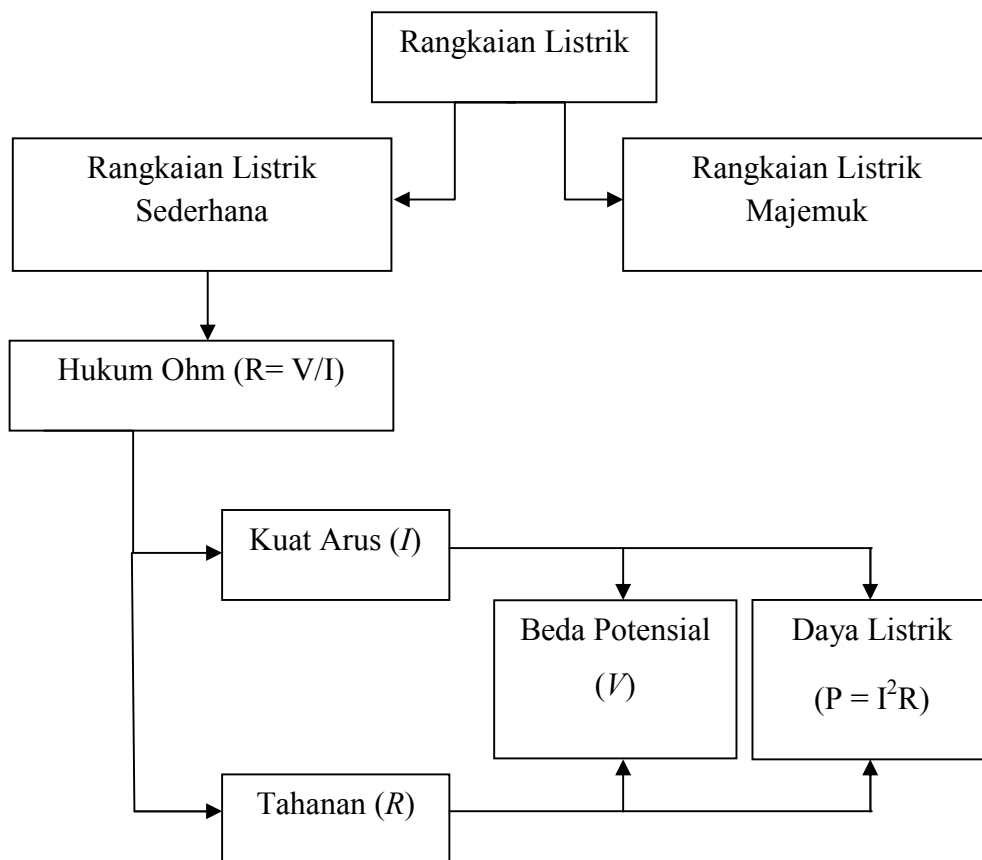 Rangkaian Listrik
Rangkaian Listrik
Sederhana
Rangkaian Listrik
Majemuk
Hukum Ohm (R= V/I)
Kuat Arus (I)
Beda Potensial
(V)
Daya Listrik
(P = I²R)
Tahanan (R)